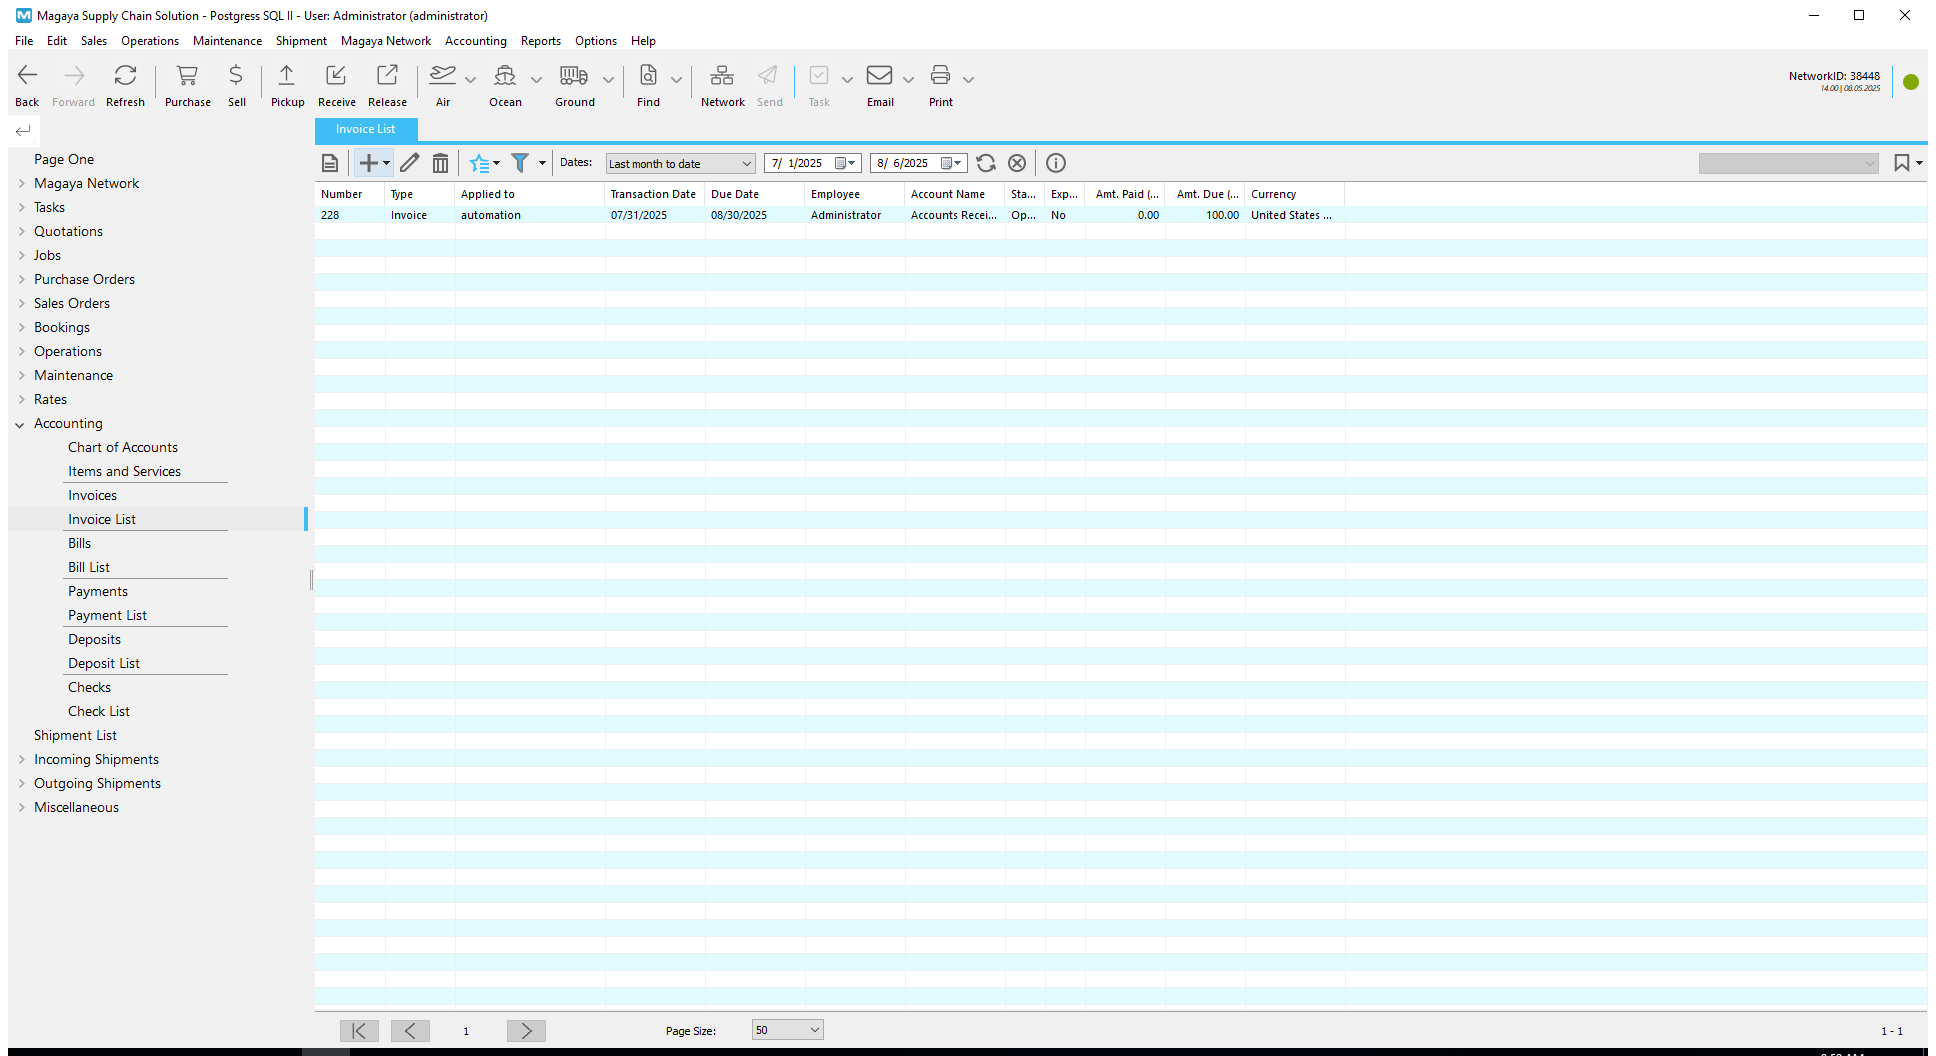 Magaya Supply Chain Solution - Postgress SQL II - User: Administrator (administrator)
File Edit Sales Operations Maintenance Shipment Magaya Network Accounting Reports Options Help
Back Forward Refresh Purchase Sell Pickup Receive Release Air Ocean Ground Find Network Send Task Email Print
NetworkID: 38448
14.00 | 08.05.2025
Page One
Magaya Network
Tasks
Quotations
Jobs
Purchase Orders
Sales Orders
Bookings
Operations
Maintenance
Rates
Accounting
Chart of Accounts
Items and Services
Invoices
Invoice List
Bills
Bill List
Payments
Payment List
Deposits
Deposit List
Checks
Check List
Shipment List
Incoming Shipments
Outgoing Shipments
Miscellaneous
Invoice List
Dates: Last month to date 7/ 1/2025 8/ 6/2025
Number Type Applied to Transaction Date Due Date Employee Account Name Sta... Exp... Amt. Paid (... Amt. Due (... Currency
228 Invoice automation 07/31/2025 08/30/2025 Administrator Accounts Recei... Op... No 0.00 100.00 United States ...
1 Page Size: 50 1 - 1